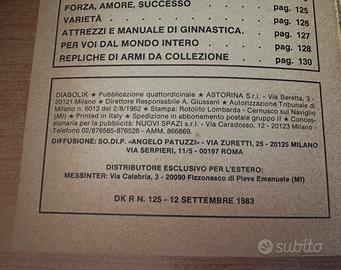 FORZA, AMORE, SUCCESSO pag. 125
VARIETÀ pag. 126
ATTREZZI E MANUALE DI GINNASTICA. pag. 127
PER VOI DAL MONDO INTERO pag. 128
REPLICHE DI ARMI DA COLLEZIONE pag. 130
DIABOLIK ★ Pubblicazione quattordicinale ★ ASTORINA S.r.l. - Via Beretta, 3 -
20121 Milano ★ Direttore Responsabile A. Giussani ★ Autorizzazione Tribunale di
Milano n. 6013 del 2/8/1962 ★ Stampa: Rotolito Lombarda - Cernusco sul Naviglio
(MI) ★ Printed in Italy ★ Spedizione in abbonamento postale gruppo II ★ Conces-
sionaria per la pubblicità: NUOVI SPAZI s.r.l. - Via Caradosso, 12 - 20123 Milano -
Telefono 02/876565-876528 - AMM. 866869.
DIFFUSIONE: SO.DI.P. «ANGELO PATUZZI» - VIA ZURETTI, 25 - 20125 MILANO
VIA SERPIERI, 11/5 - 00197 ROMA
DISTRIBUTORE ESCLUSIVO PER L'ESTERO:
MESSINTER: Via Calabria, 3 - 20090 Fizzonasco di Pieve Emanuele (MI)
DK R N. 125 - 12 SETTEMBRE 1983
subito